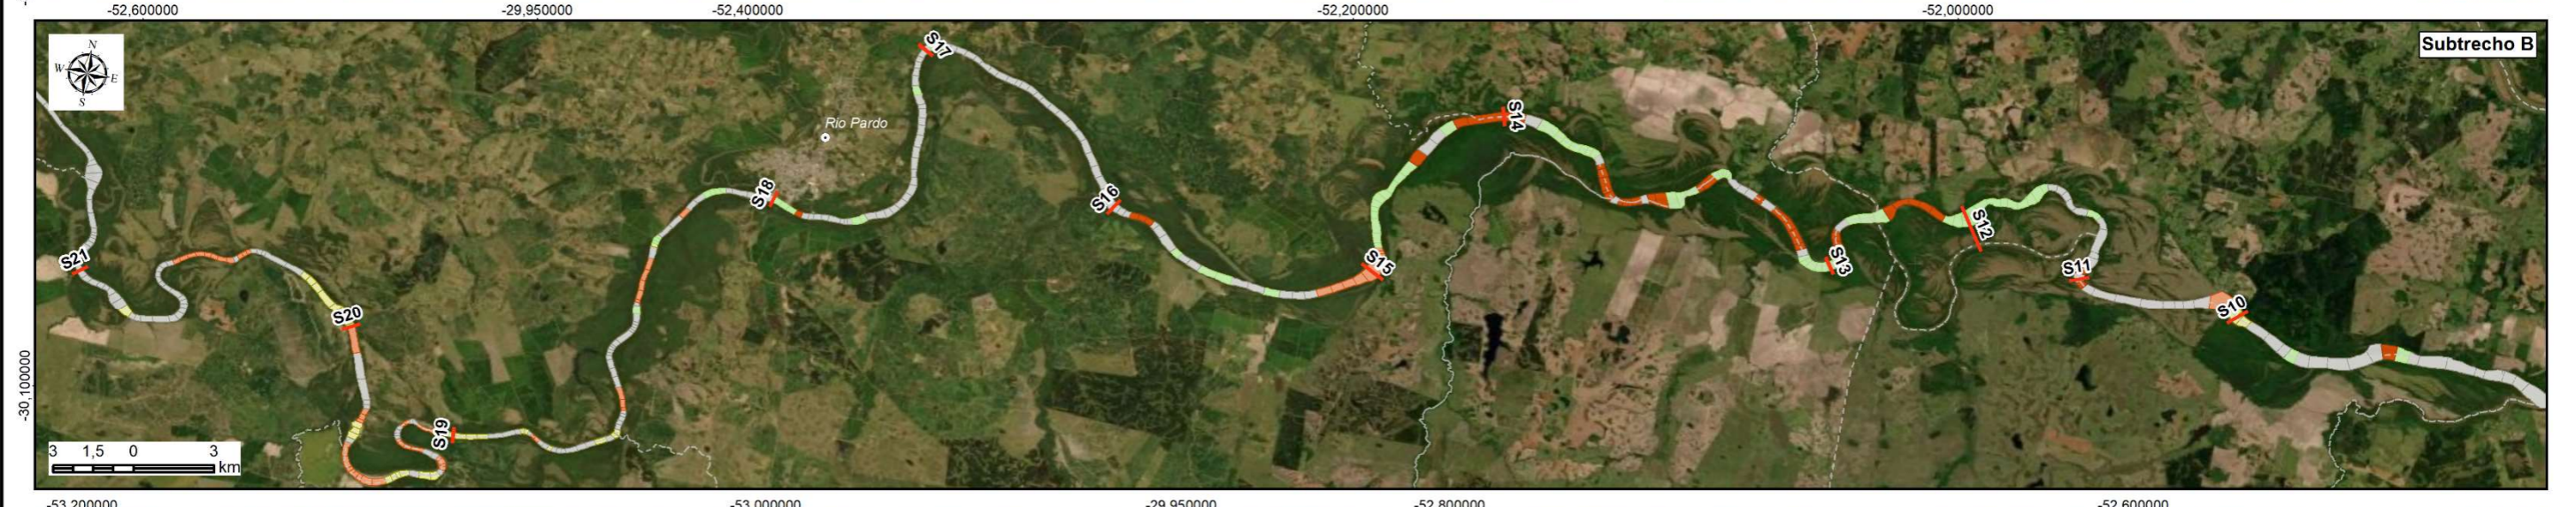 -52,600000 -29,950000 -52,400000 -52,200000 -52,000000
Subtrecho B
N
W E
S
S17
S14
Rio Pardo
S18
S16
S12
S21
S15
S13
S11
S10
S20
-30,100000
S19
3 1,5 0 3
km
-53,200000 -53,000000 -29,950000 -52,800000 -52,600000